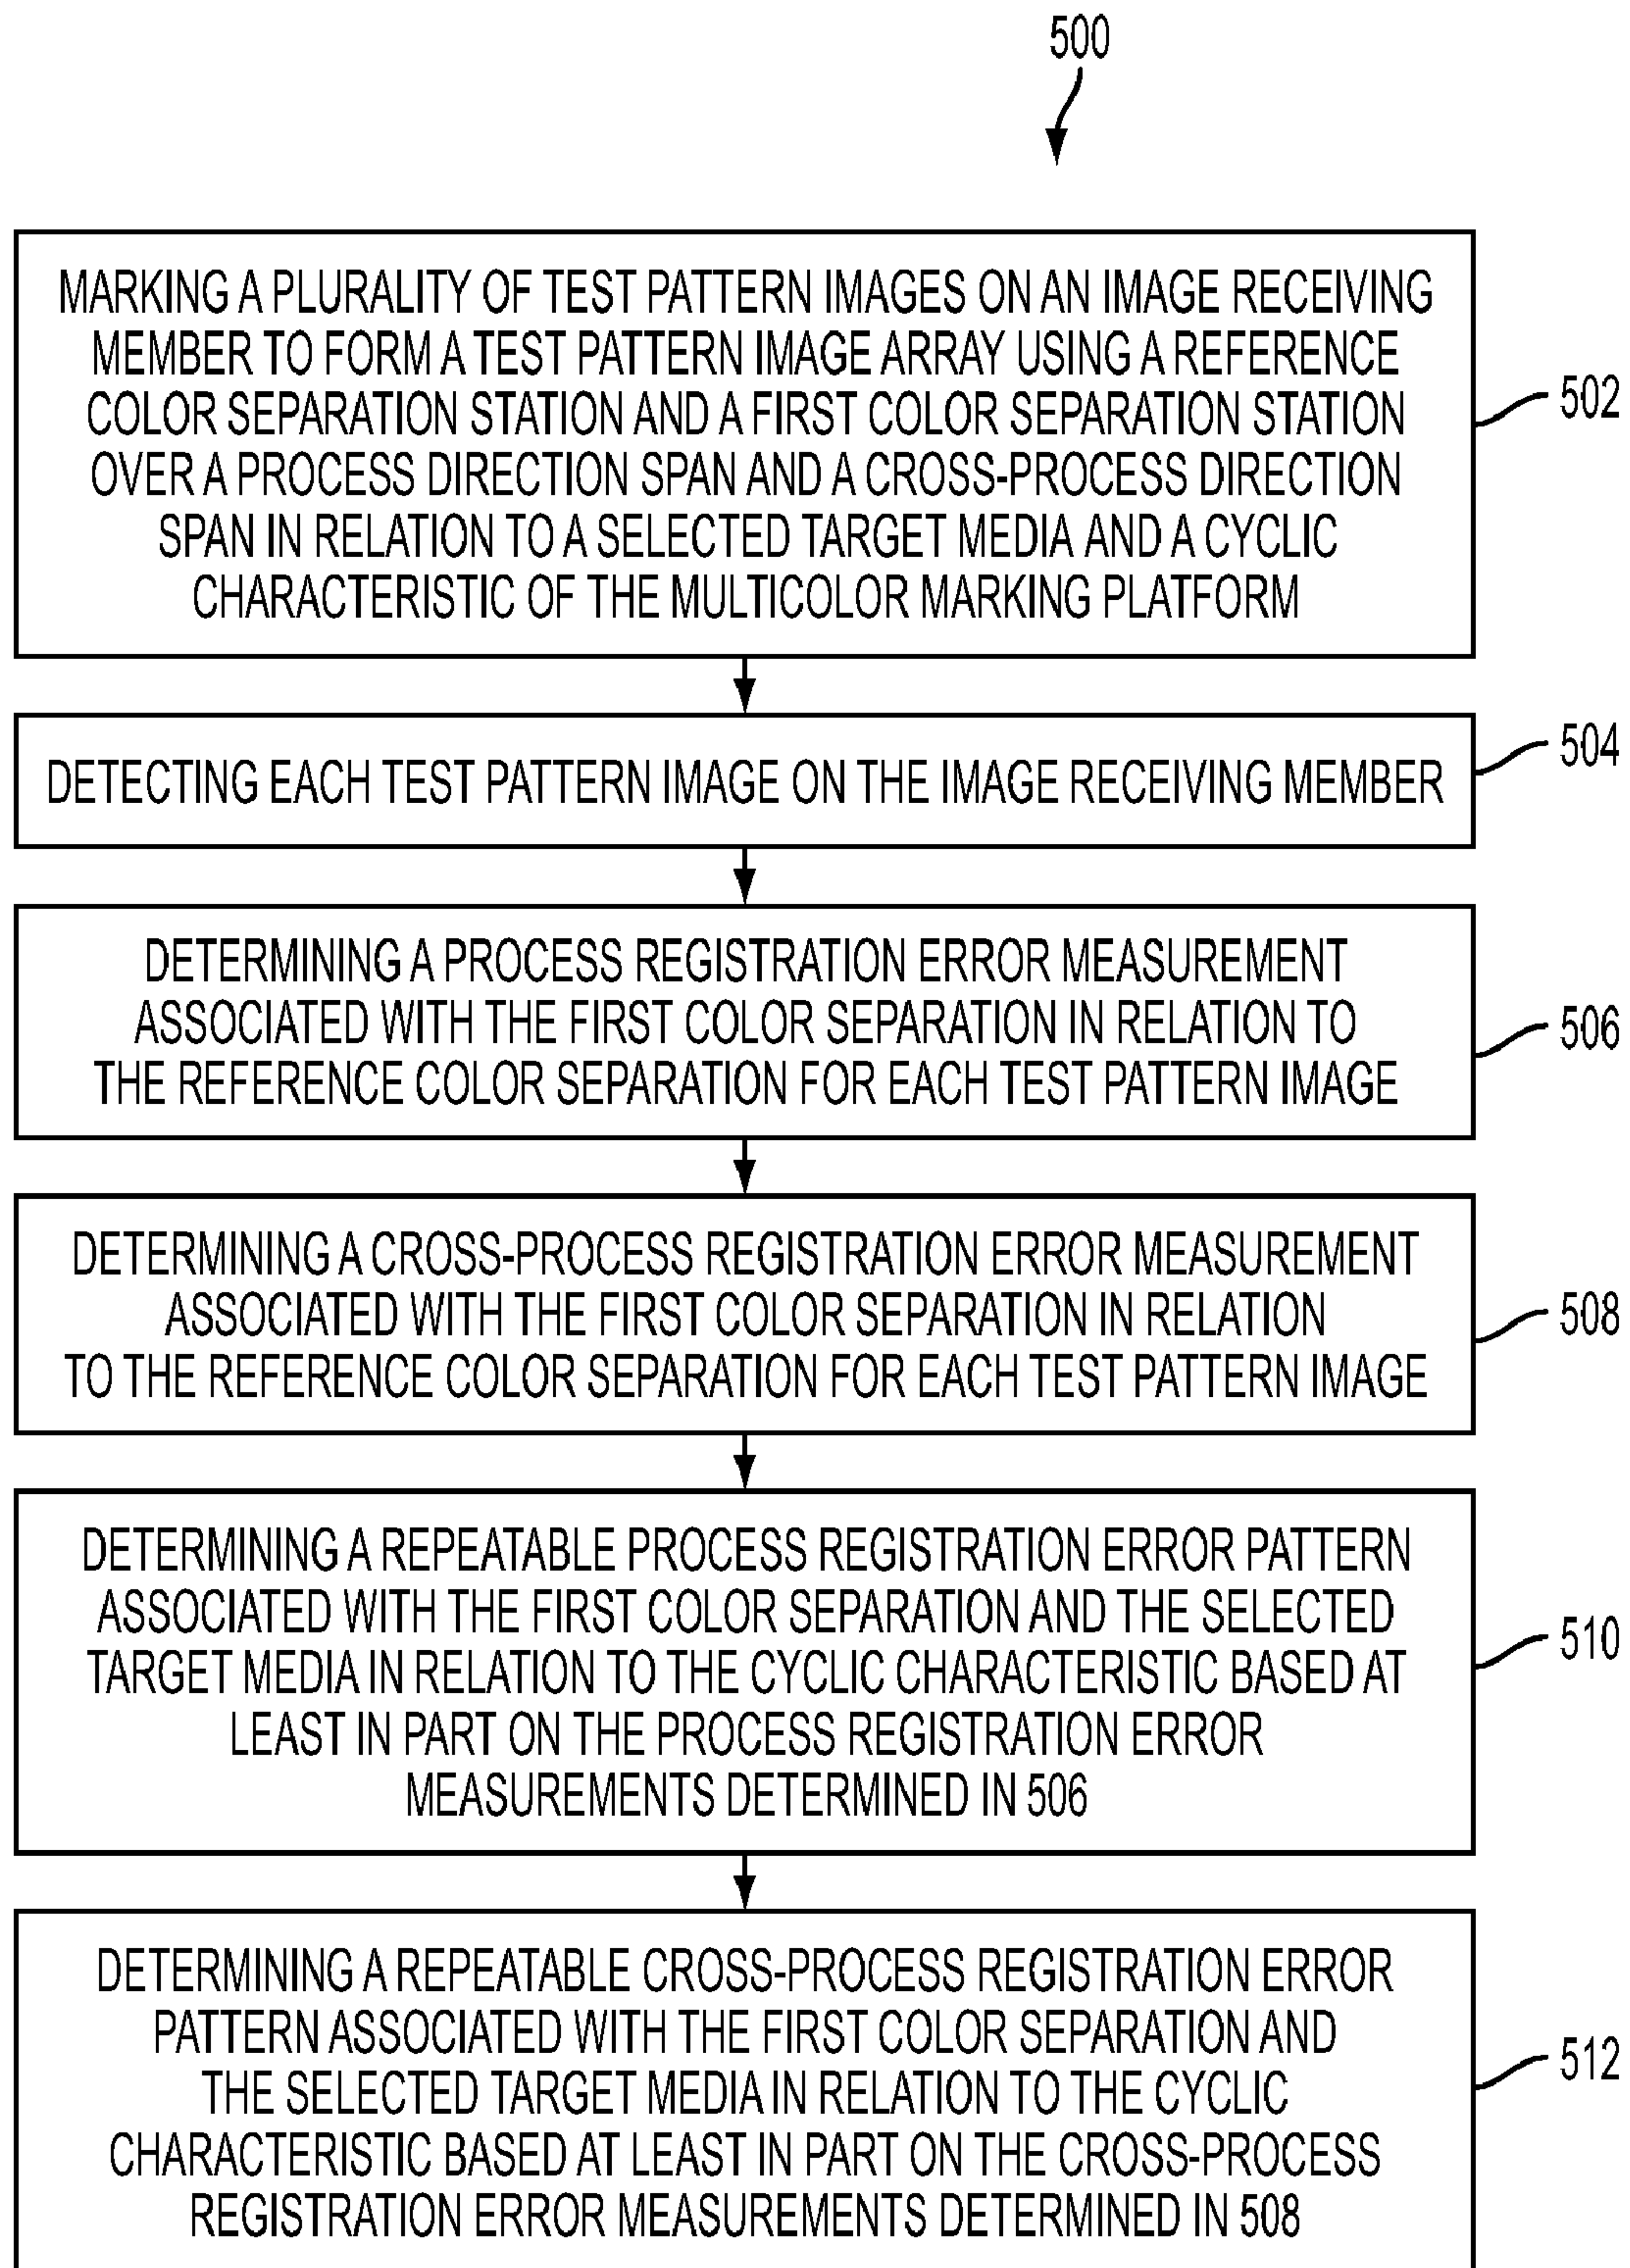 500
MARKING A PLURALITY OF TEST PATTERN IMAGES ON AN IMAGE RECEIVING
MEMBER TO FORM A TEST PATTERN IMAGE ARRAY USING A REFERENCE
COLOR SEPARATION STATION AND A FIRST COLOR SEPARATION STATION
OVER A PROCESS DIRECTION SPAN AND A CROSS-PROCESS DIRECTION
SPAN IN RELATION TO A SELECTED TARGET MEDIA AND A CYCLIC
CHARACTERISTIC OF THE MULTICOLOR MARKING PLATFORM
502
DETECTING EACH TEST PATTERN IMAGE ON THE IMAGE RECEIVING MEMBER
504
DETERMINING A PROCESS REGISTRATION ERROR MEASUREMENT
ASSOCIATED WITH THE FIRST COLOR SEPARATION IN RELATION TO
THE REFERENCE COLOR SEPARATION FOR EACH TEST PATTERN IMAGE
506
DETERMINING A CROSS-PROCESS REGISTRATION ERROR MEASUREMENT
ASSOCIATED WITH THE FIRST COLOR SEPARATION IN RELATION
TO THE REFERENCE COLOR SEPARATION FOR EACH TEST PATTERN IMAGE
508
DETERMINING A REPEATABLE PROCESS REGISTRATION ERROR PATTERN
ASSOCIATED WITH THE FIRST COLOR SEPARATION AND THE SELECTED
TARGET MEDIA IN RELATION TO THE CYCLIC CHARACTERISTIC BASED AT
LEAST IN PART ON THE PROCESS REGISTRATION ERROR
MEASUREMENTS DETERMINED IN 506
510
DETERMINING A REPEATABLE CROSS-PROCESS REGISTRATION ERROR
PATTERN ASSOCIATED WITH THE FIRST COLOR SEPARATION AND
THE SELECTED TARGET MEDIA IN RELATION TO THE CYCLIC
CHARACTERISTIC BASED AT LEAST IN PART ON THE CROSS-PROCESS
REGISTRATION ERROR MEASUREMENTS DETERMINED IN 508
512